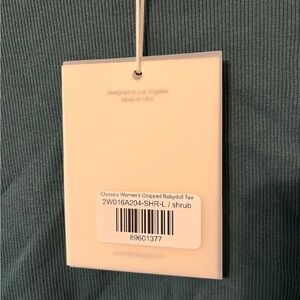 Designed in Los Angeles
Made in USA
Classics Women's Cropped Babydoll Tee
2W016A204-SHR-L / shrub
89601377